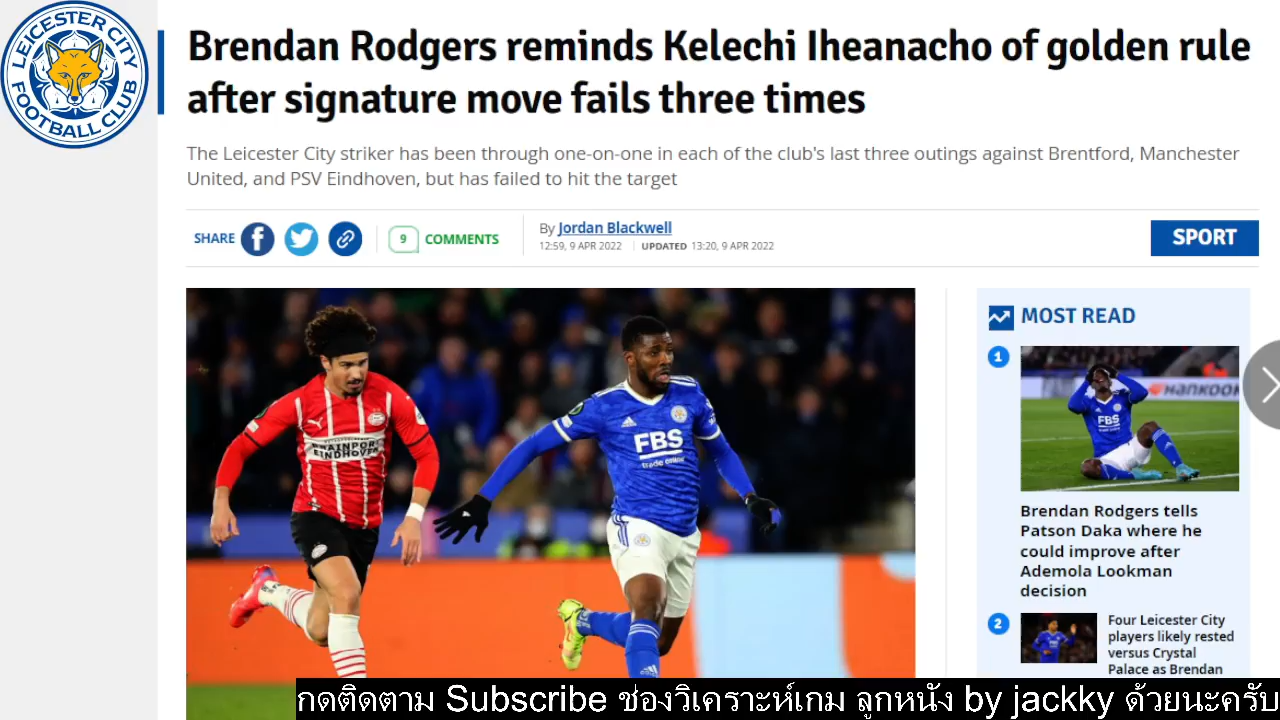 LEICESTER CITY
FOOTBALL CLUB
Brendan Rodgers reminds Kelechi Iheanacho of golden rule
after signature move fails three times
The Leicester City striker has been through one-on-one in each of the club's last three outings against Brentford, Manchester
United, and PSV Eindhoven, but has failed to hit the target
SHARE
9 COMMENTS
By Jordan Blackwell
12:59, 9 APR 2022 UPDATED 13:20, 9 APR 2022
SPORT
BRAINPORT
EINDHOVEN
FBS
trade online
MOST READ
1
HANKOOK
FBS
Brendan Rodgers tells
Patson Daka where he
could improve after
Ademola Lookman
decision
2
Four Leicester City
players likely rested
versus Crystal
Palace as Brendan
กดติดตาม Subscribe ช่องวิเคราะห์เกม ลูกหนัง by jackky ด้วยนะครับ